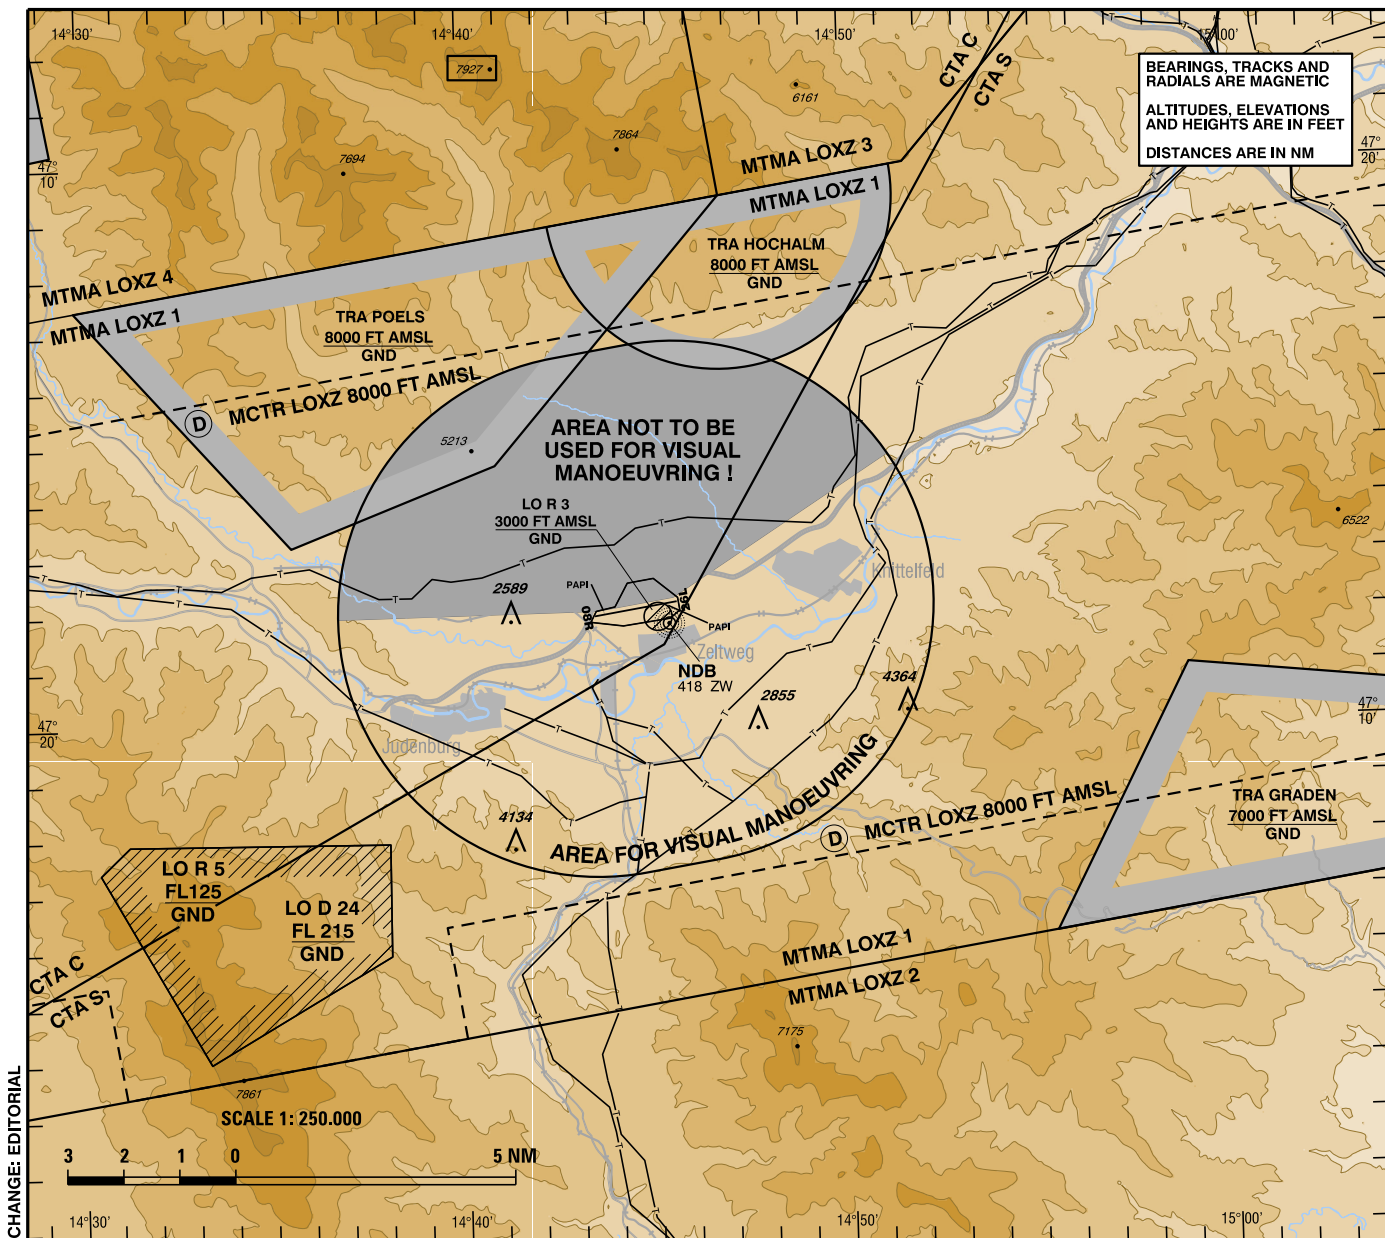 14°30'
14°40'
14°50'
15°00'
7927
6161
7864
7694
CTA C
CTA S
BEARINGS, TRACKS AND
RADIALS ARE MAGNETIC
ALTITUDES, ELEVATIONS
AND HEIGHTS ARE IN FEET
DISTANCES ARE IN NM
47°
10'
47°
20'
MTMA LOXZ 3
MTMA LOXZ 1
MTMA LOXZ 4
MTMA LOXZ 1
TRA HOCHALM
8000 FT AMSL
GND
TRA POELS
8000 FT AMSL
GND
D
MCTR LOXZ 8000 FT AMSL
5213
AREA NOT TO BE
USED FOR VISUAL
MANOEUVRING !
LO R 3
3000 FT AMSL
GND
6522
2589
PAPI
08R
26L
PAPI
Knittelfeld
Zeltweg
NDB
418 ZW
2855
4364
Judenburg
47°
20'
47°
10'
4134
AREA FOR VISUAL MANOEUVRING
D
MCTR LOXZ 8000 FT AMSL
TRA GRADEN
7000 FT AMSL
GND
LO R 5
FL125
GND
LO D 24
FL 215
GND
CTA C
CTA S
MTMA LOXZ 1
MTMA LOXZ 2
7175
7861
SCALE 1: 250.000
3 2 1 0 5 NM
14°30'
14°40'
14°50'
15°00'
CHANGE: EDITORIAL